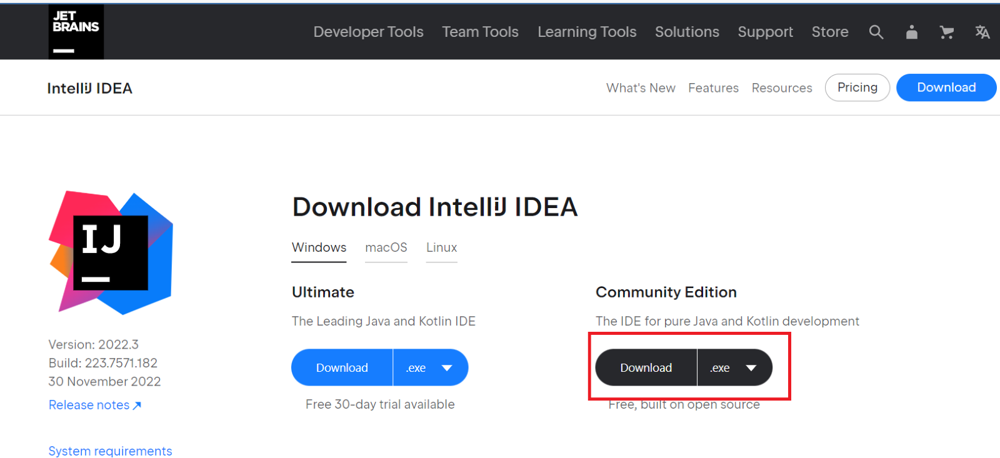 JET
BRAINS
Developer Tools Team Tools Learning Tools Solutions Support Store
IntelliJ IDEA
What's New Features Resources Pricing Download
IJ
Download IntelliJ IDEA
Windows macOS Linux
Ultimate
The Leading Java and Kotlin IDE
Download .exe
Free 30-day trial available
Community Edition
The IDE for pure Java and Kotlin development
Download .exe
Free, built on open source
Version: 2022.3
Build: 223.7571.182
30 November 2022
Release notes
System requirements